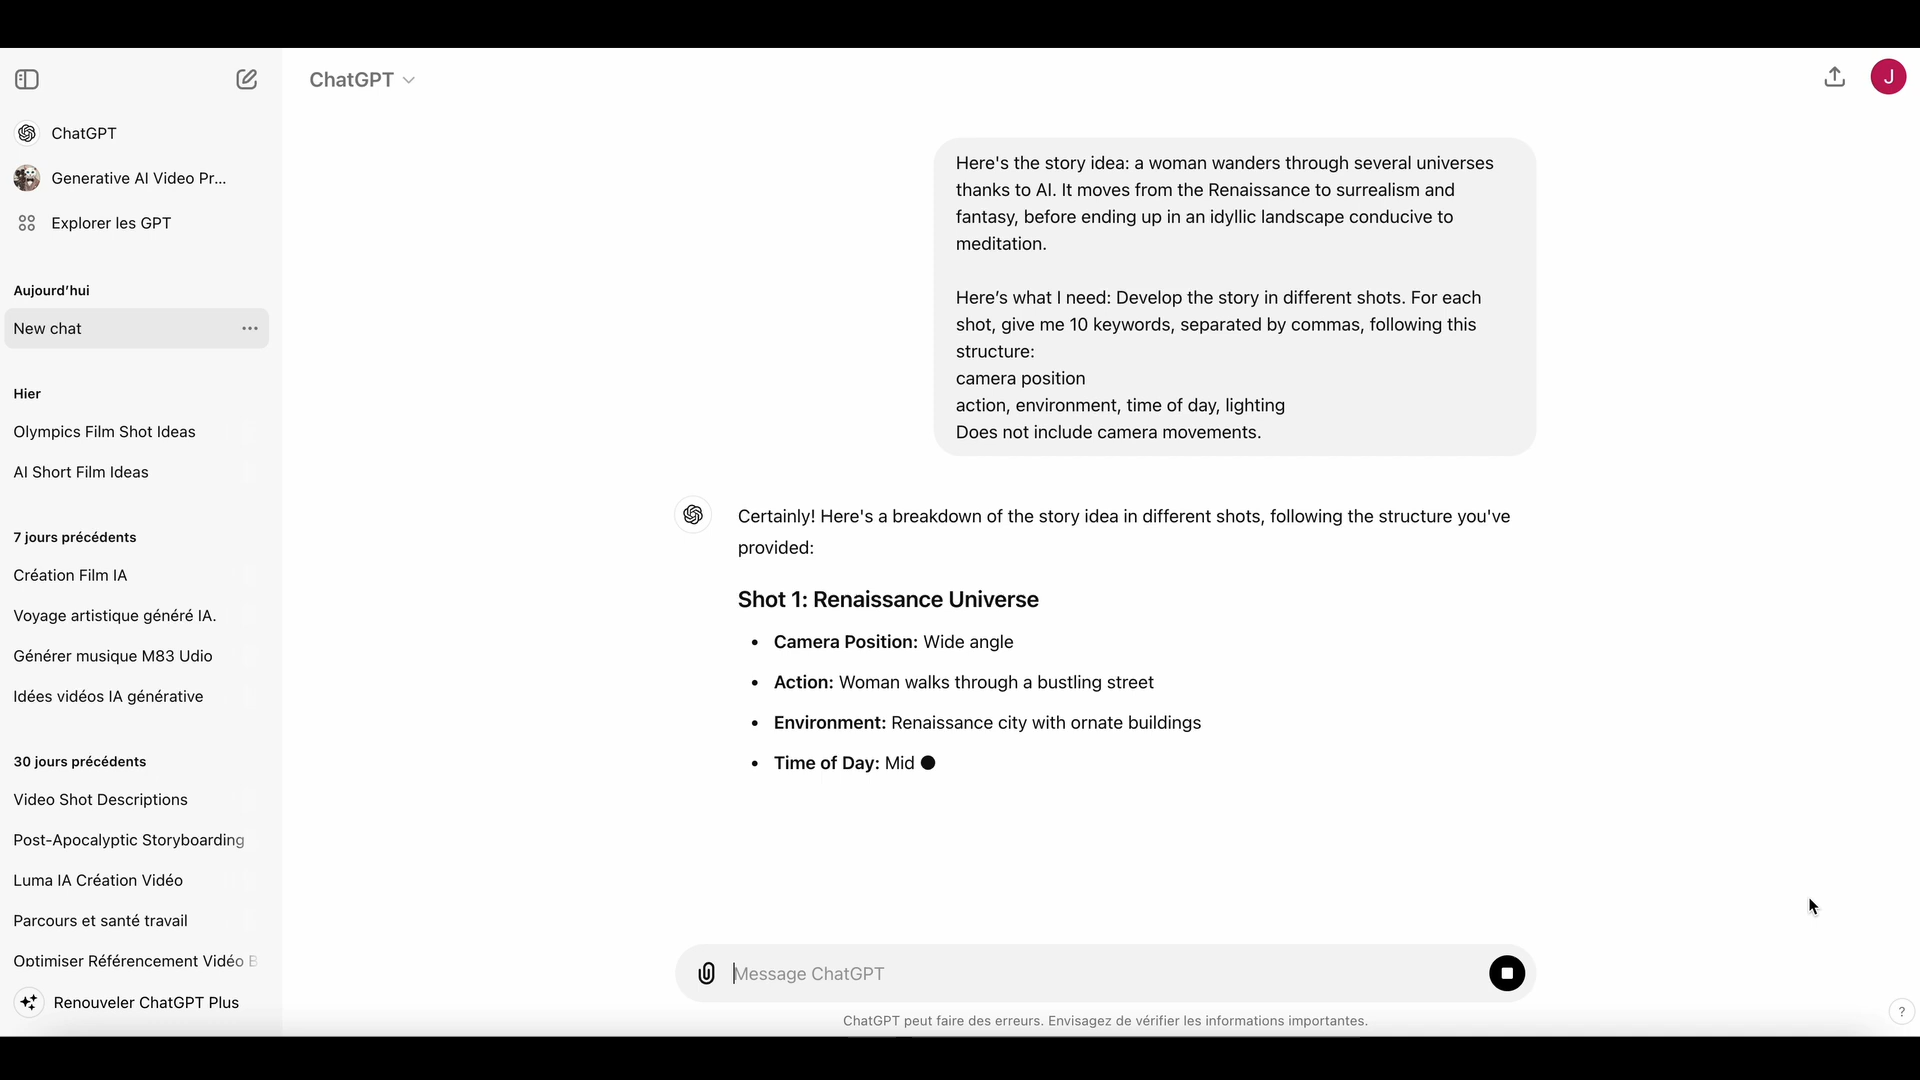 ChatGPT
Generative AI Video Pr...
Explorer les GPT
Aujourd'hui
New chat
Hier
Olympics Film Shot Ideas
AI Short Film Ideas
7 jours précédents
Création Film IA
Voyage artistique généré IA.
Générer musique M83 Udio
Idées vidéos IA générative
30 jours précédents
Video Shot Descriptions
Post-Apocalyptic Storyboarding
Luma IA Création Vidéo
Parcours et santé travail
Optimiser Référencement Vidéo B
Renouveler ChatGPT Plus
ChatGPT
J
Here's the story idea: a woman wanders through several universes
thanks to AI. It moves from the Renaissance to surrealism and
fantasy, before ending up in an idyllic landscape conducive to
meditation.
Here’s what I need: Develop the story in different shots. For each
shot, give me 10 keywords, separated by commas, following this
structure:
camera position
action, environment, time of day, lighting
Does not include camera movements.
Certainly! Here's a breakdown of the story idea in different shots, following the structure you've
provided:
Shot 1: Renaissance Universe
• Camera Position: Wide angle
• Action: Woman walks through a bustling street
• Environment: Renaissance city with ornate buildings
• Time of Day: Mid
Message ChatGPT
ChatGPT peut faire des erreurs. Envisagez de vérifier les informations importantes.
?